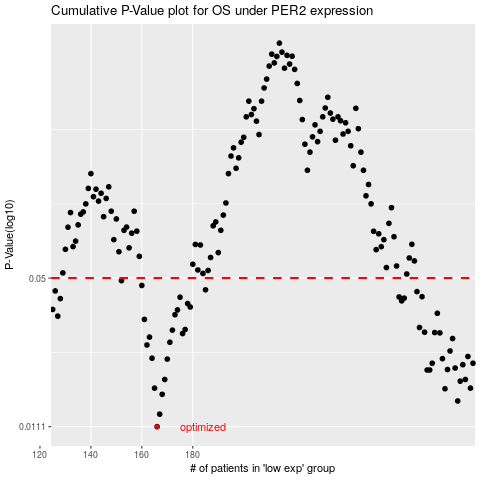 Cumulative P-Value plot for OS under PER2 expression
P-Value(log10)
0.05
0.0111
optimized
120 140 160 180
# of patients in 'low exp' group